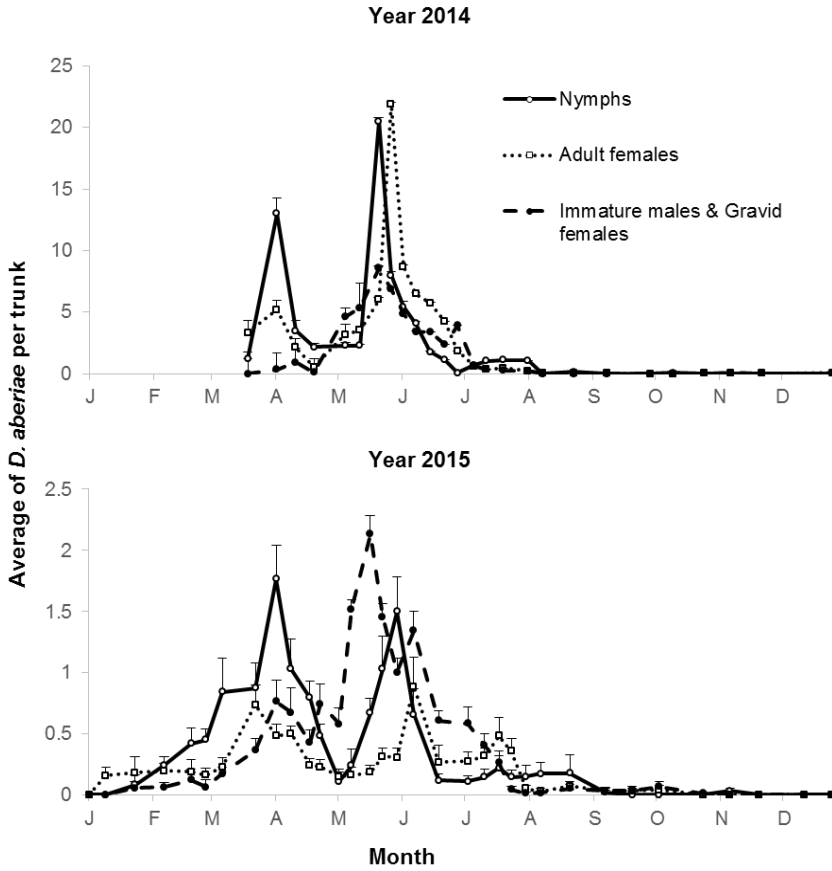 Year 2014
Average of D. aberiae per trunk
25
20
15
10
5
0
Nymphs
Adult females
Immature males & Gravid
females
J F M A M J J A S O N D
Year 2015
2.5
2
1.5
1
0.5
0
J F M A M J J A S O N D
Month